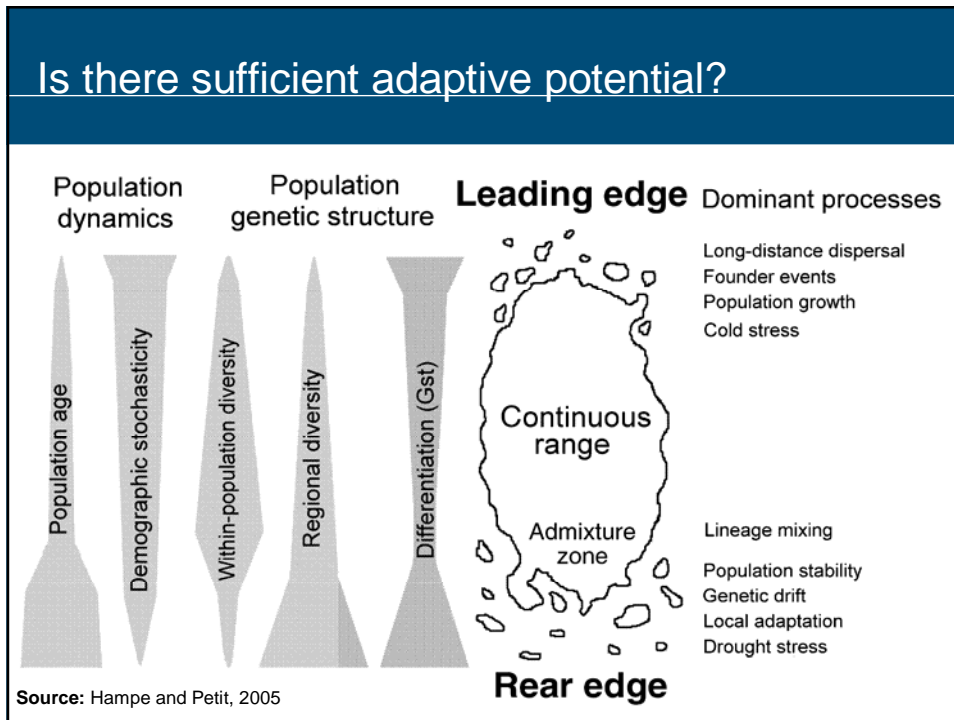 Is there sufficient adaptive potential?
Population
dynamics
Population
genetic structure
Population age
Demographic stochasticity
Within-population diversity
Regional diversity
Differentiation (Gst)
Leading edge
Continuous
range
Admixture
zone
Rear edge
Dominant processes
Long-distance dispersal
Founder events
Population growth
Cold stress
Lineage mixing
Population stability
Genetic drift
Local adaptation
Drought stress
Source: Hampe and Petit, 2005